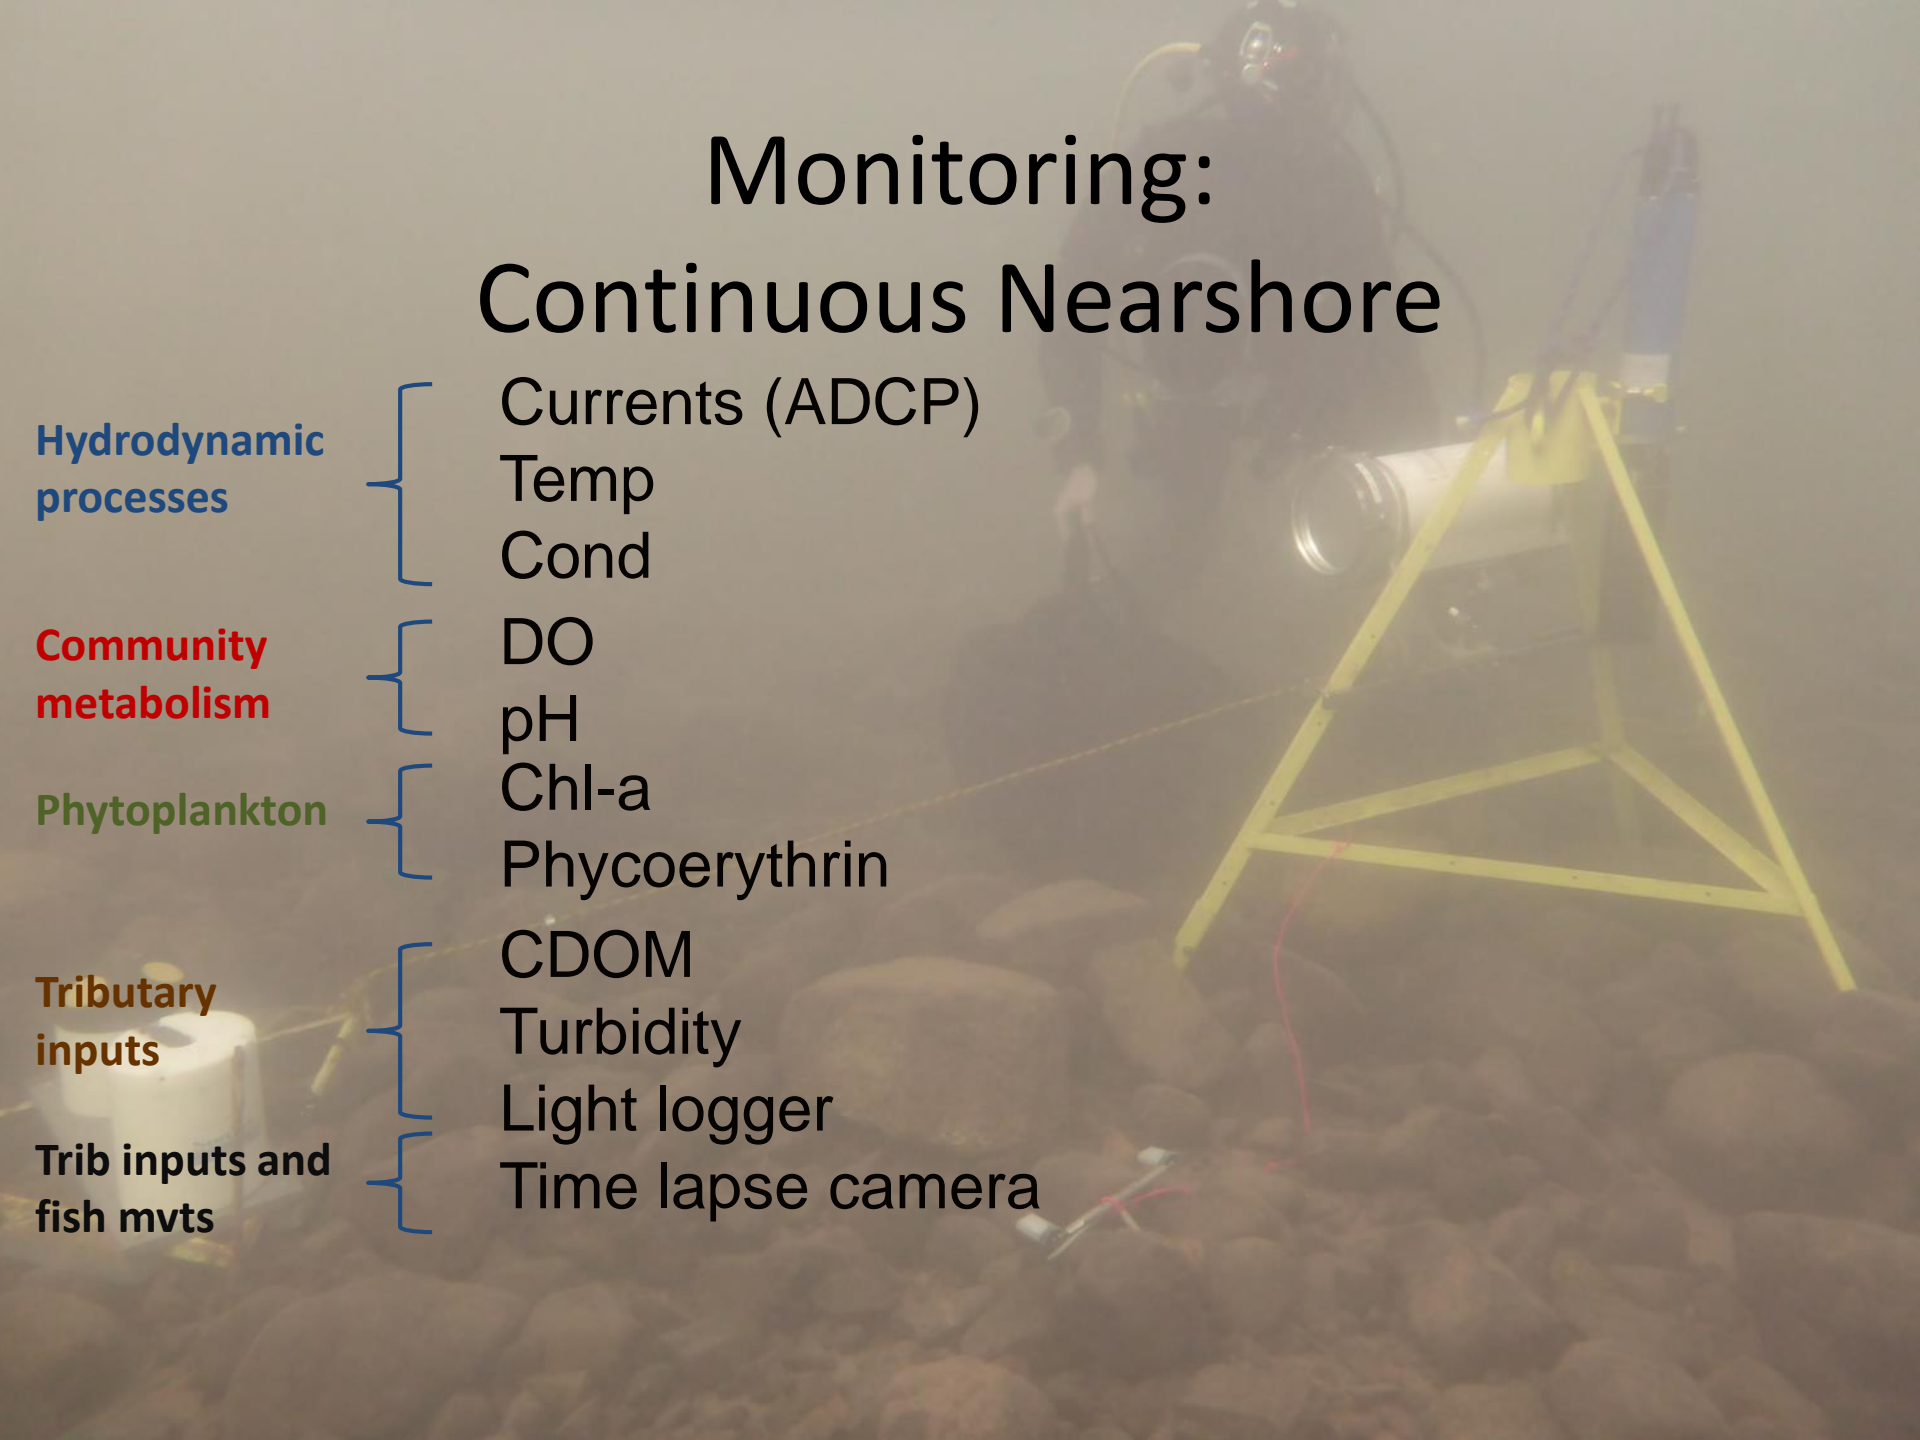 Monitoring:
Continuous Nearshore
Hydrodynamic
processes
Currents (ADCP)
Temp
Cond
Community
metabolism
DO
pH
Phytoplankton
Chl-a
Phycoerythrin
Tributary
inputs
CDOM
Turbidity
Light logger
Trib inputs and
fish mvts
Time lapse camera